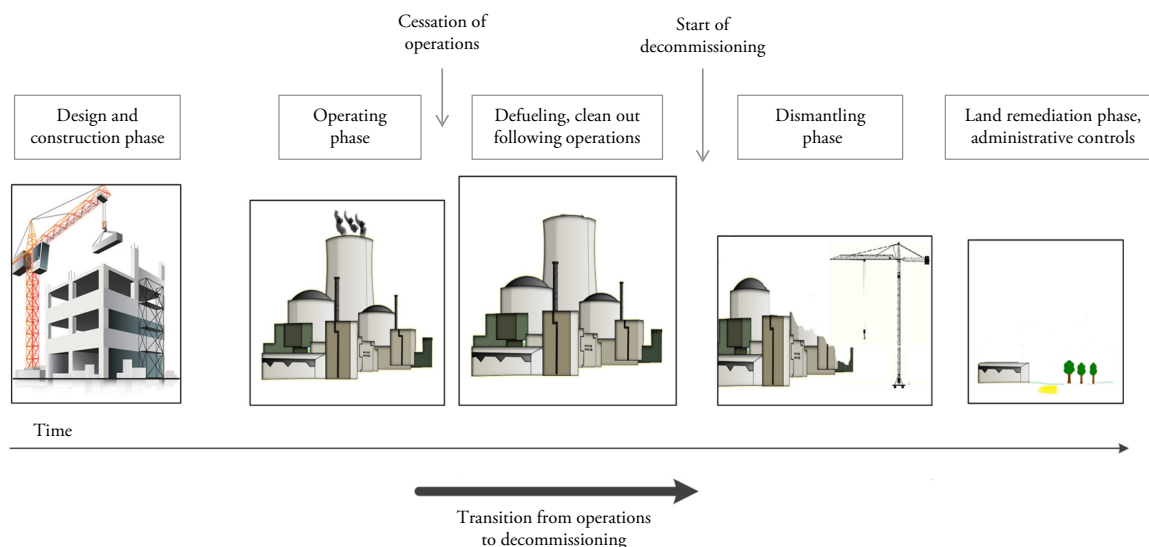 Cessation of
operations
Start of
decommissioning
Design and
construction phase
Operating
phase
Defueling, clean out
following operations
Dismantling
phase
Land remediation phase,
administrative controls
Time
Transition from operations
to decommissioning